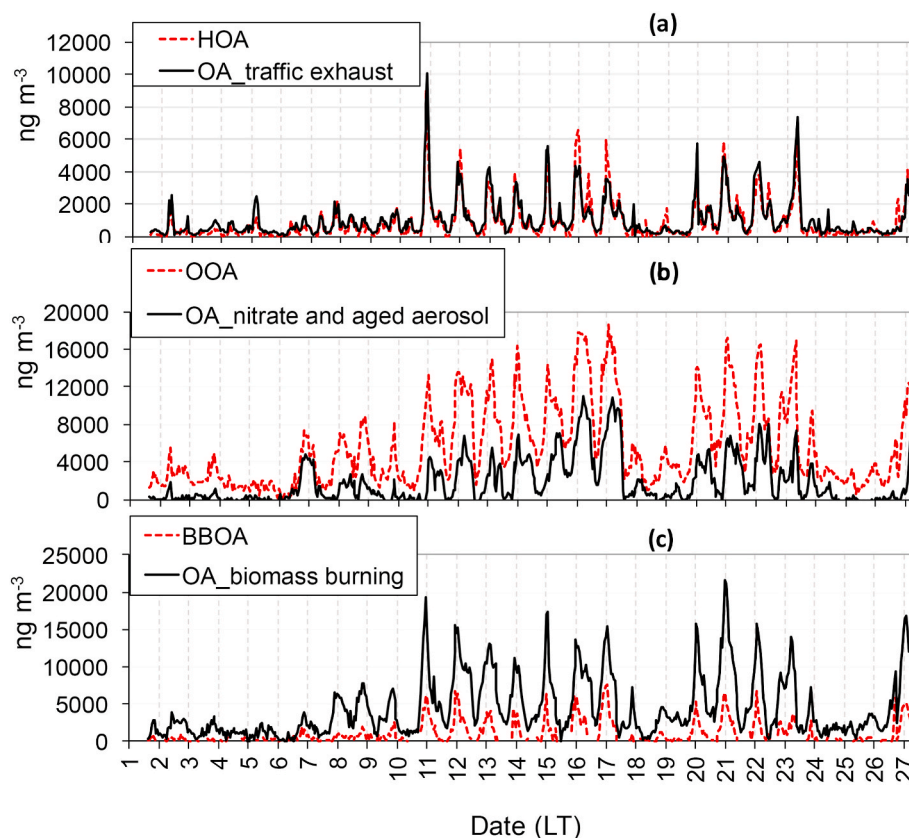 (a)
HOA
OA_traffic exhaust
12000
10000
8000
6000
4000
2000
0
ng m-3
(b)
OOA
OA_nitrate and aged aerosol
20000
16000
12000
8000
4000
0
ng m-3
(c)
BBOA
OA_biomass burning
25000
20000
15000
10000
5000
0
ng m-3
1 2 3 4 5 6 7 8 9 10 11 12 13 14 15 16 17 18 19 20 21 22 23 24 25 26 27
Date (LT)